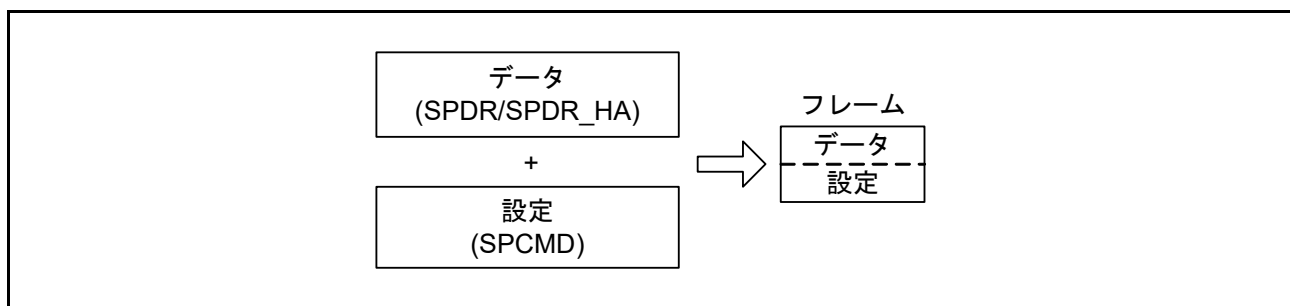 データ
(SPDR/SPDR_HA)
+
設定
(SPCMD)
フレーム
データ
設定